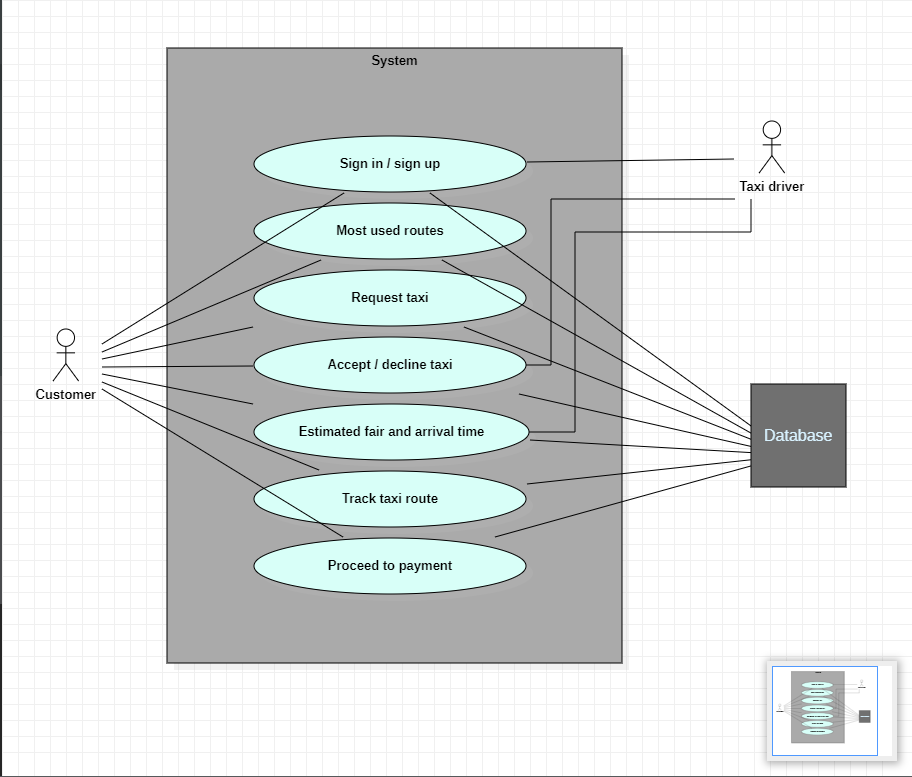 System
Sign in / sign up
Taxi driver
Most used routes
Request taxi
Accept / decline taxi
Customer
Estimated fair and arrival time
Database
Track taxi route
Proceed to payment